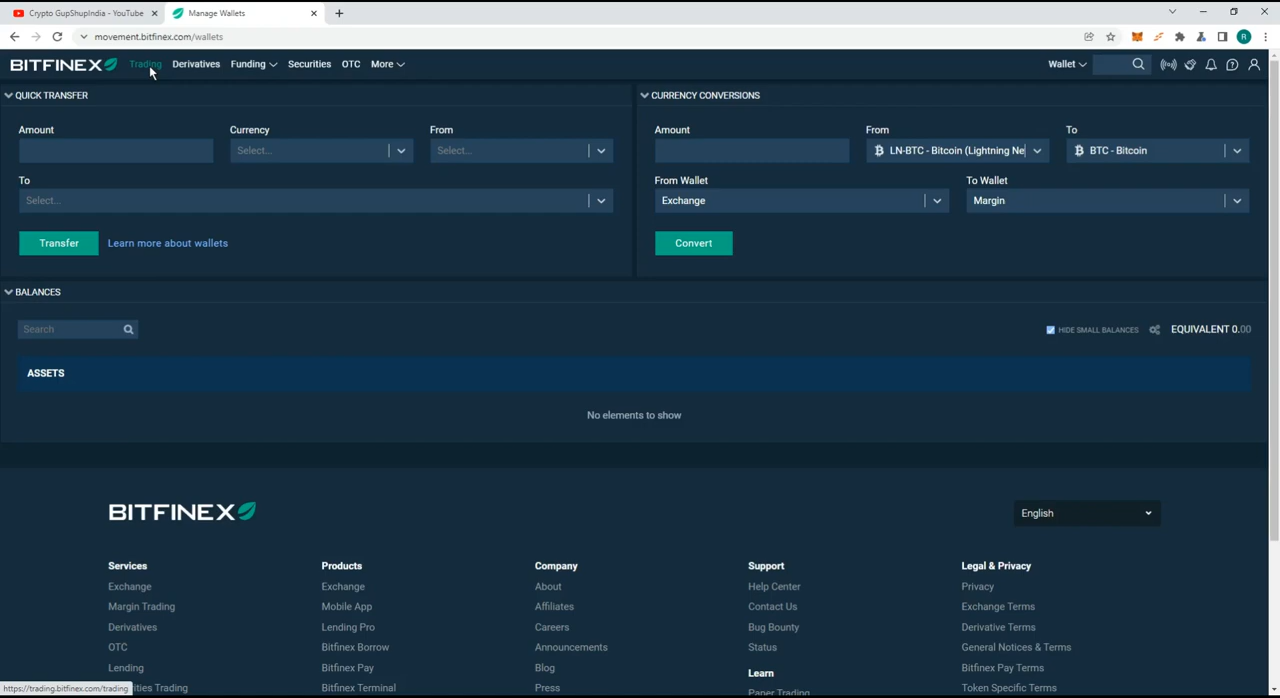 Crypto GupShupIndia - YouTube
Manage Wallets
movement.bitfinex.com/wallets
R
BITFINEX Trading Derivatives Funding Securities OTC More Wallet
QUICK TRANSFER
Amount Currency From
Select... Select...
To
Select...
Transfer Learn more about wallets
CURRENCY CONVERSIONS
Amount From To
LN-BTC - Bitcoin (Lightning Ne BTC - Bitcoin
From Wallet To Wallet
Exchange Margin
Convert
BALANCES
Search HIDE SMALL BALANCES EQUIVALENT 0.00
ASSETS
No elements to show
BITFINEX English
Services Products Company Support Legal & Privacy
Exchange Exchange About Help Center Privacy
Margin Trading Mobile App Affiliates Contact Us Exchange Terms
Derivatives Lending Pro Careers Bug Bounty Derivative Terms
OTC Bitfinex Borrow Announcements Status General Notices & Terms
Lending Bitfinex Pay Blog Learn Bitfinex Pay Terms
https://trading.bitfinex.com/trading ities Trading Bitfinex Terminal Press Paper Trading Token Specific Terms